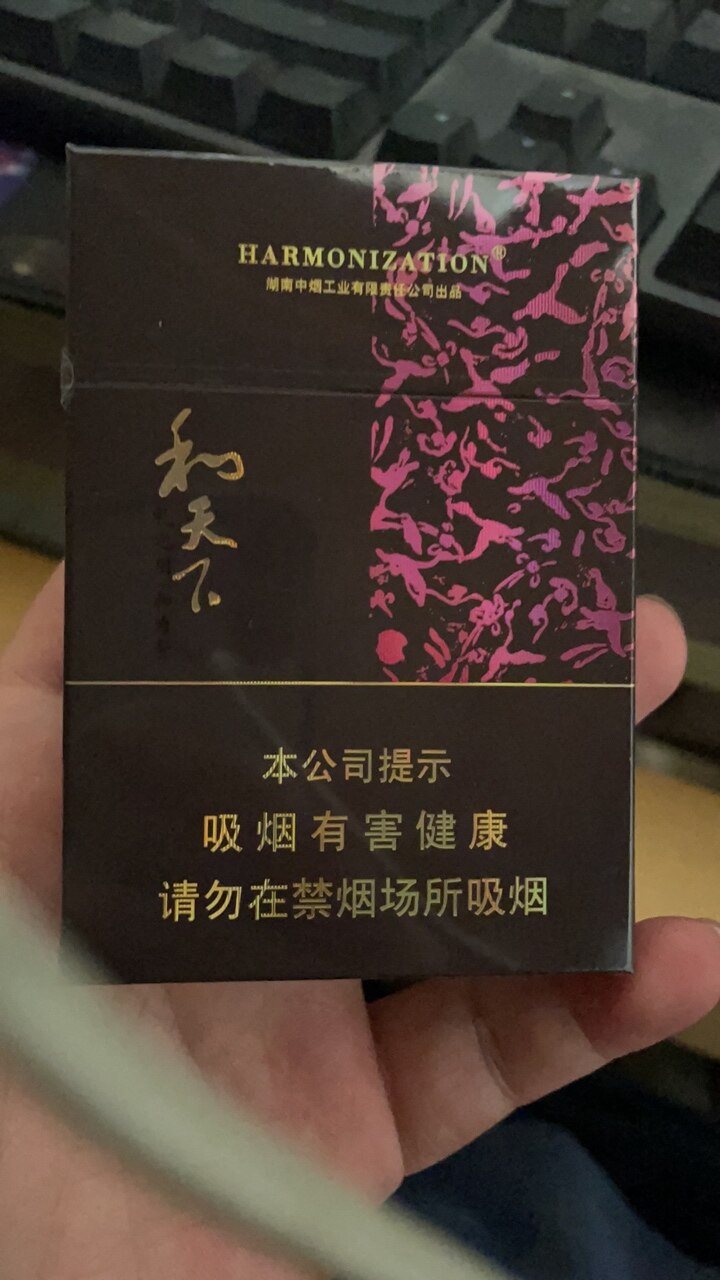 HARMONIZATION®
湖南中烟工业有限责任公司出品
和天下
本公司提示
吸烟有害健康
请勿在禁烟场所吸烟